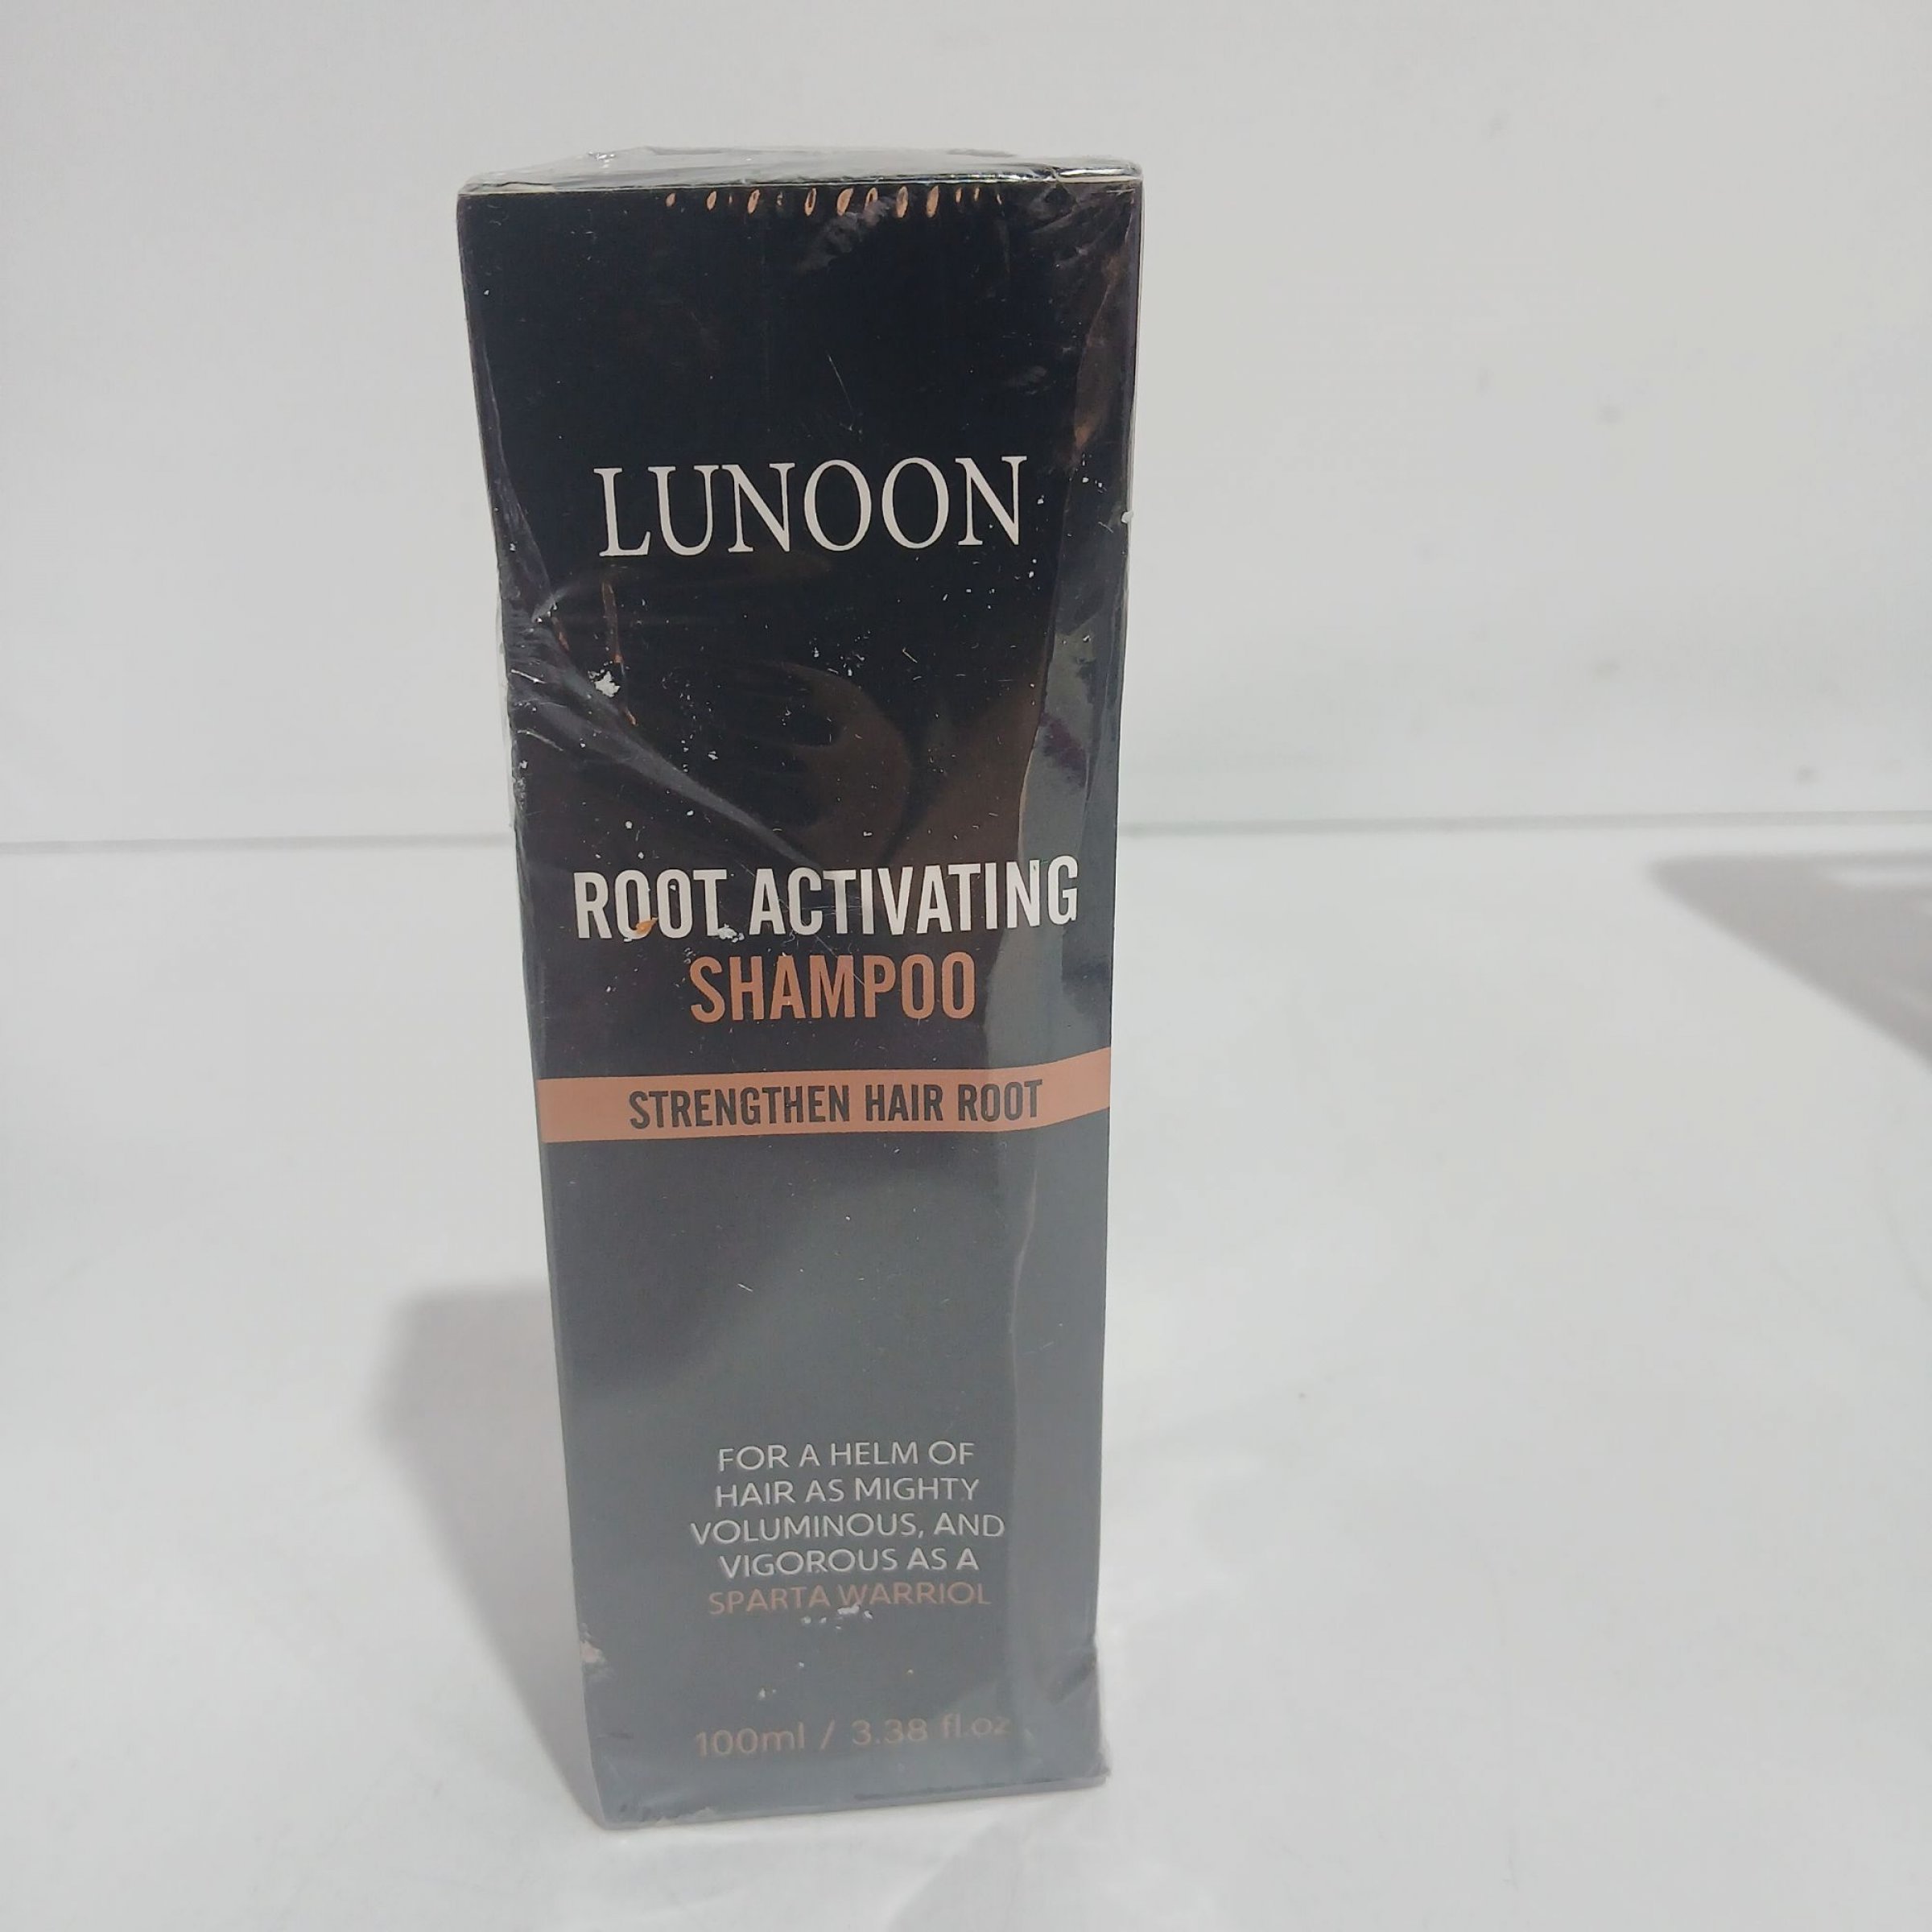 LUNOON
ROOT ACTIVATING
SHAMPOO
STRENGTHEN HAIR ROOT
FOR A HELM OF
HAIR AS MIGHTY
VOLUMINOUS, AND
VIGOROUS AS A
SPARTA WARRIOL
100ml / 3.38 fl.oz